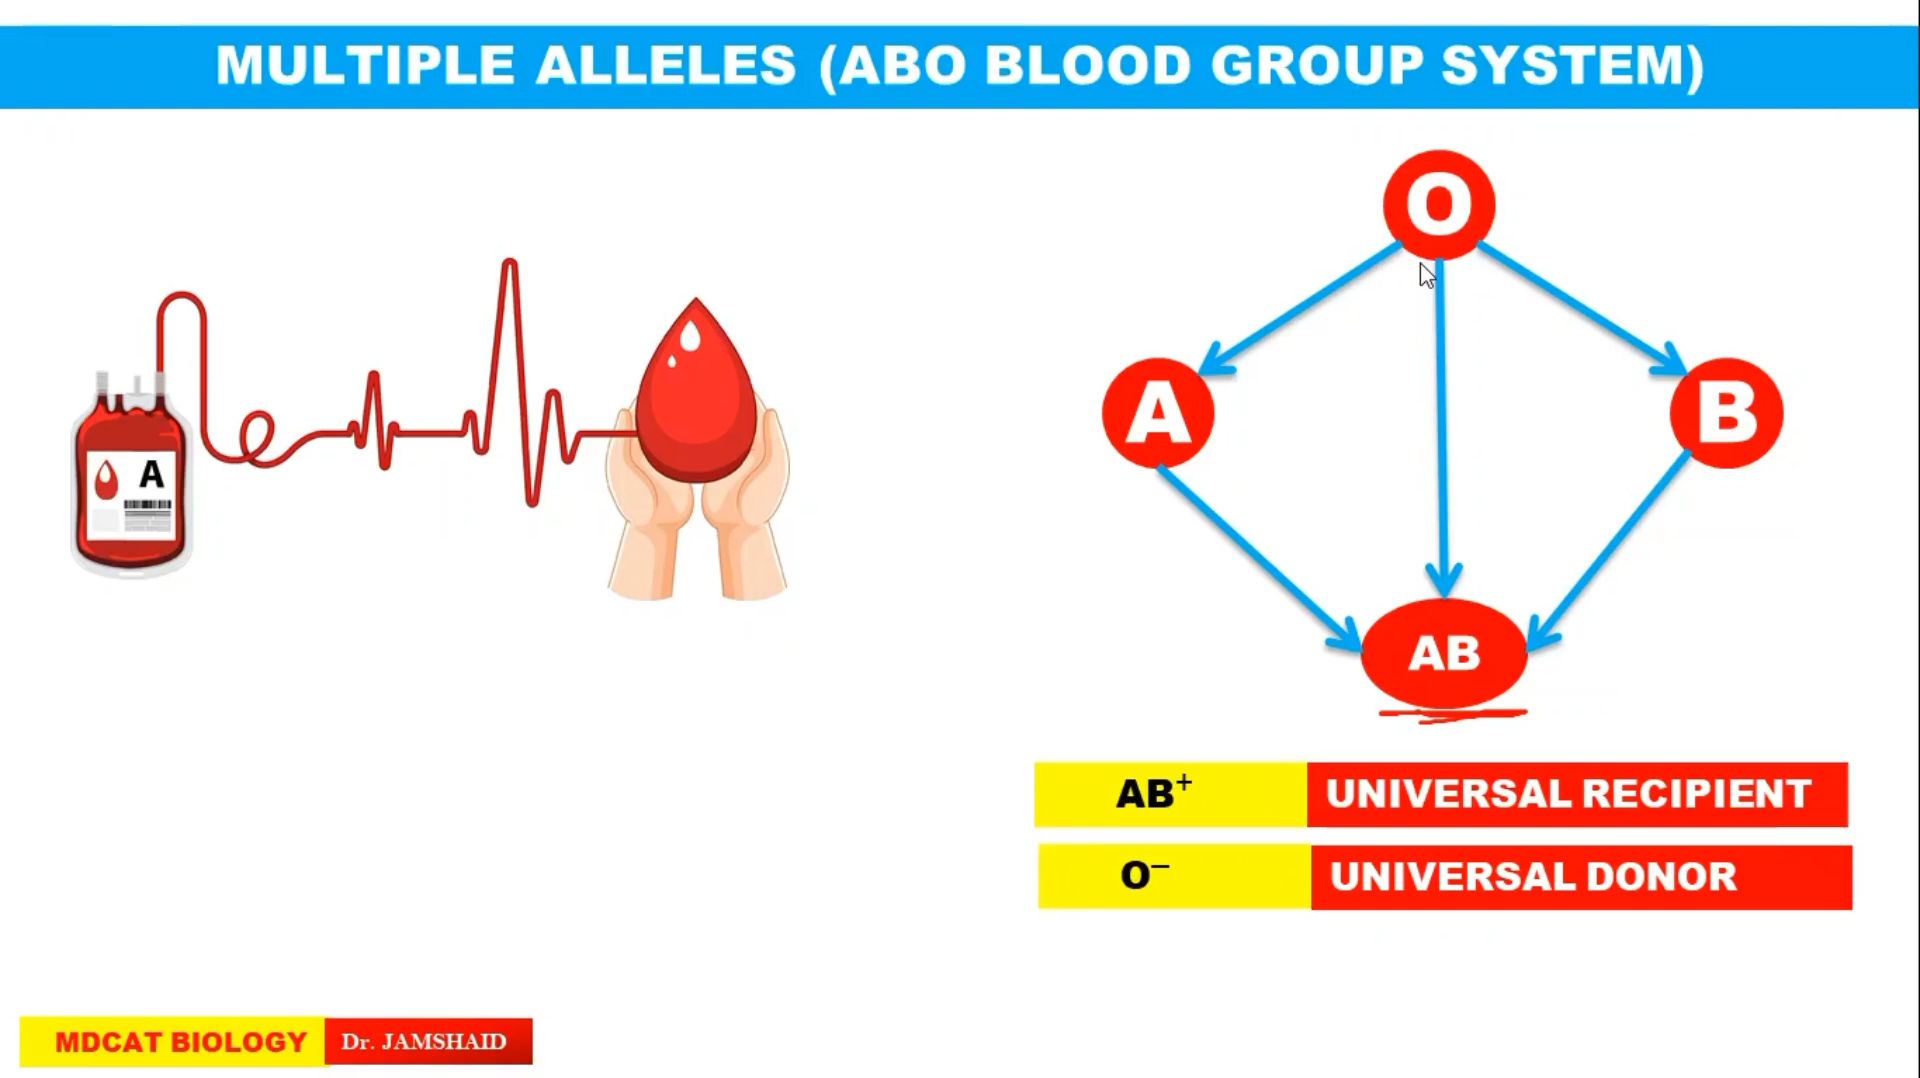 MULTIPLE ALLELES (ABO BLOOD GROUP SYSTEM)
O
A
B
A
AB
AB⁺ UNIVERSAL RECIPIENT
O⁻ UNIVERSAL DONOR
MDCAT BIOLOGY Dr. JAMSHAID